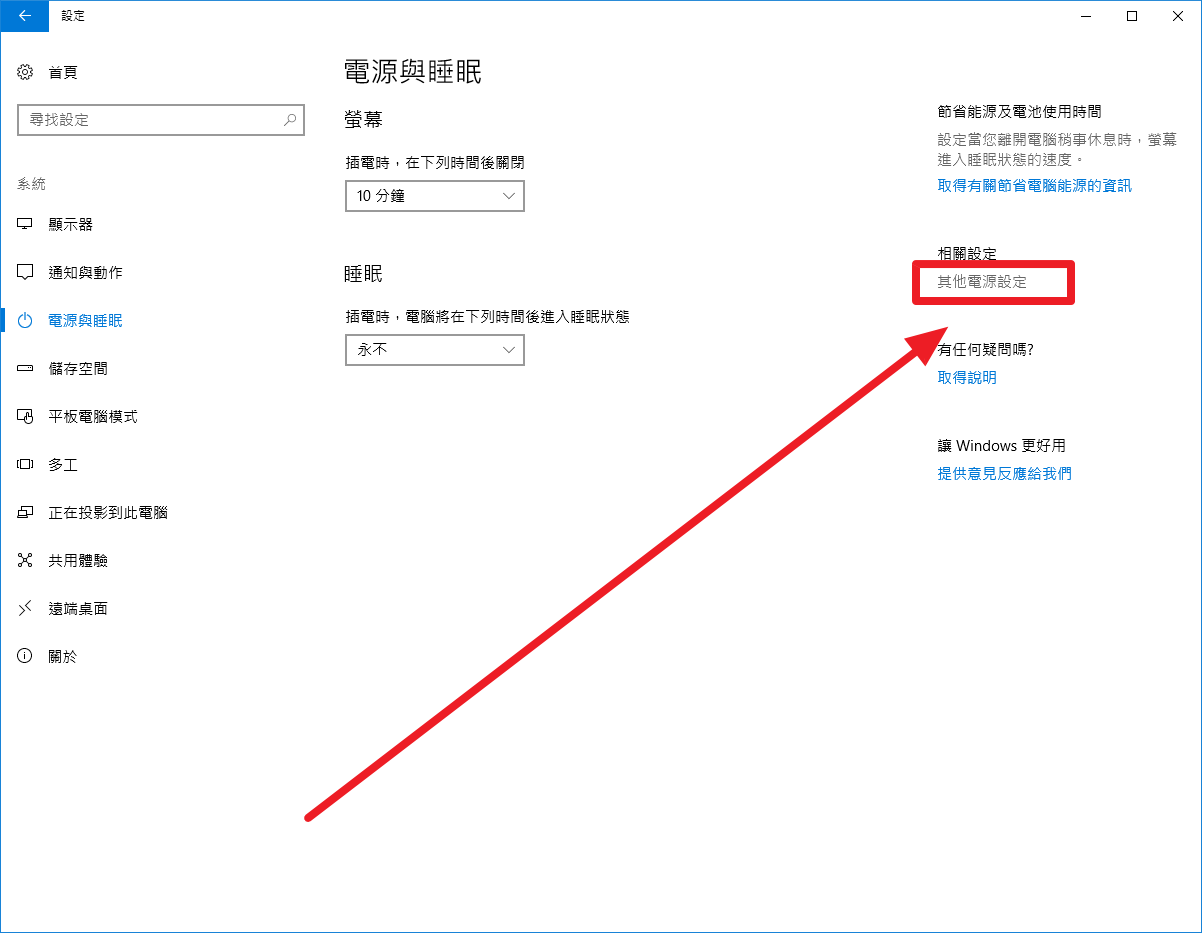 設定
首頁
尋找設定
系統
顯示器
通知與動作
電源與睡眠
儲存空間
平板電腦模式
多工
正在投影到此電腦
共用體驗
遠端桌面
關於
電源與睡眠
螢幕
插電時，在下列時間後關閉
10 分鐘
睡眠
插電時，電腦將在下列時間後進入睡眠狀態
永不
節省能源及電池使用時間
設定當您離開電腦稍事休息時，螢幕
進入睡眠狀態的速度。
取得有關節省電腦能源的資訊
相關設定
其他電源設定
有任何疑問嗎?
取得說明
讓 Windows 更好用
提供意見反應給我們